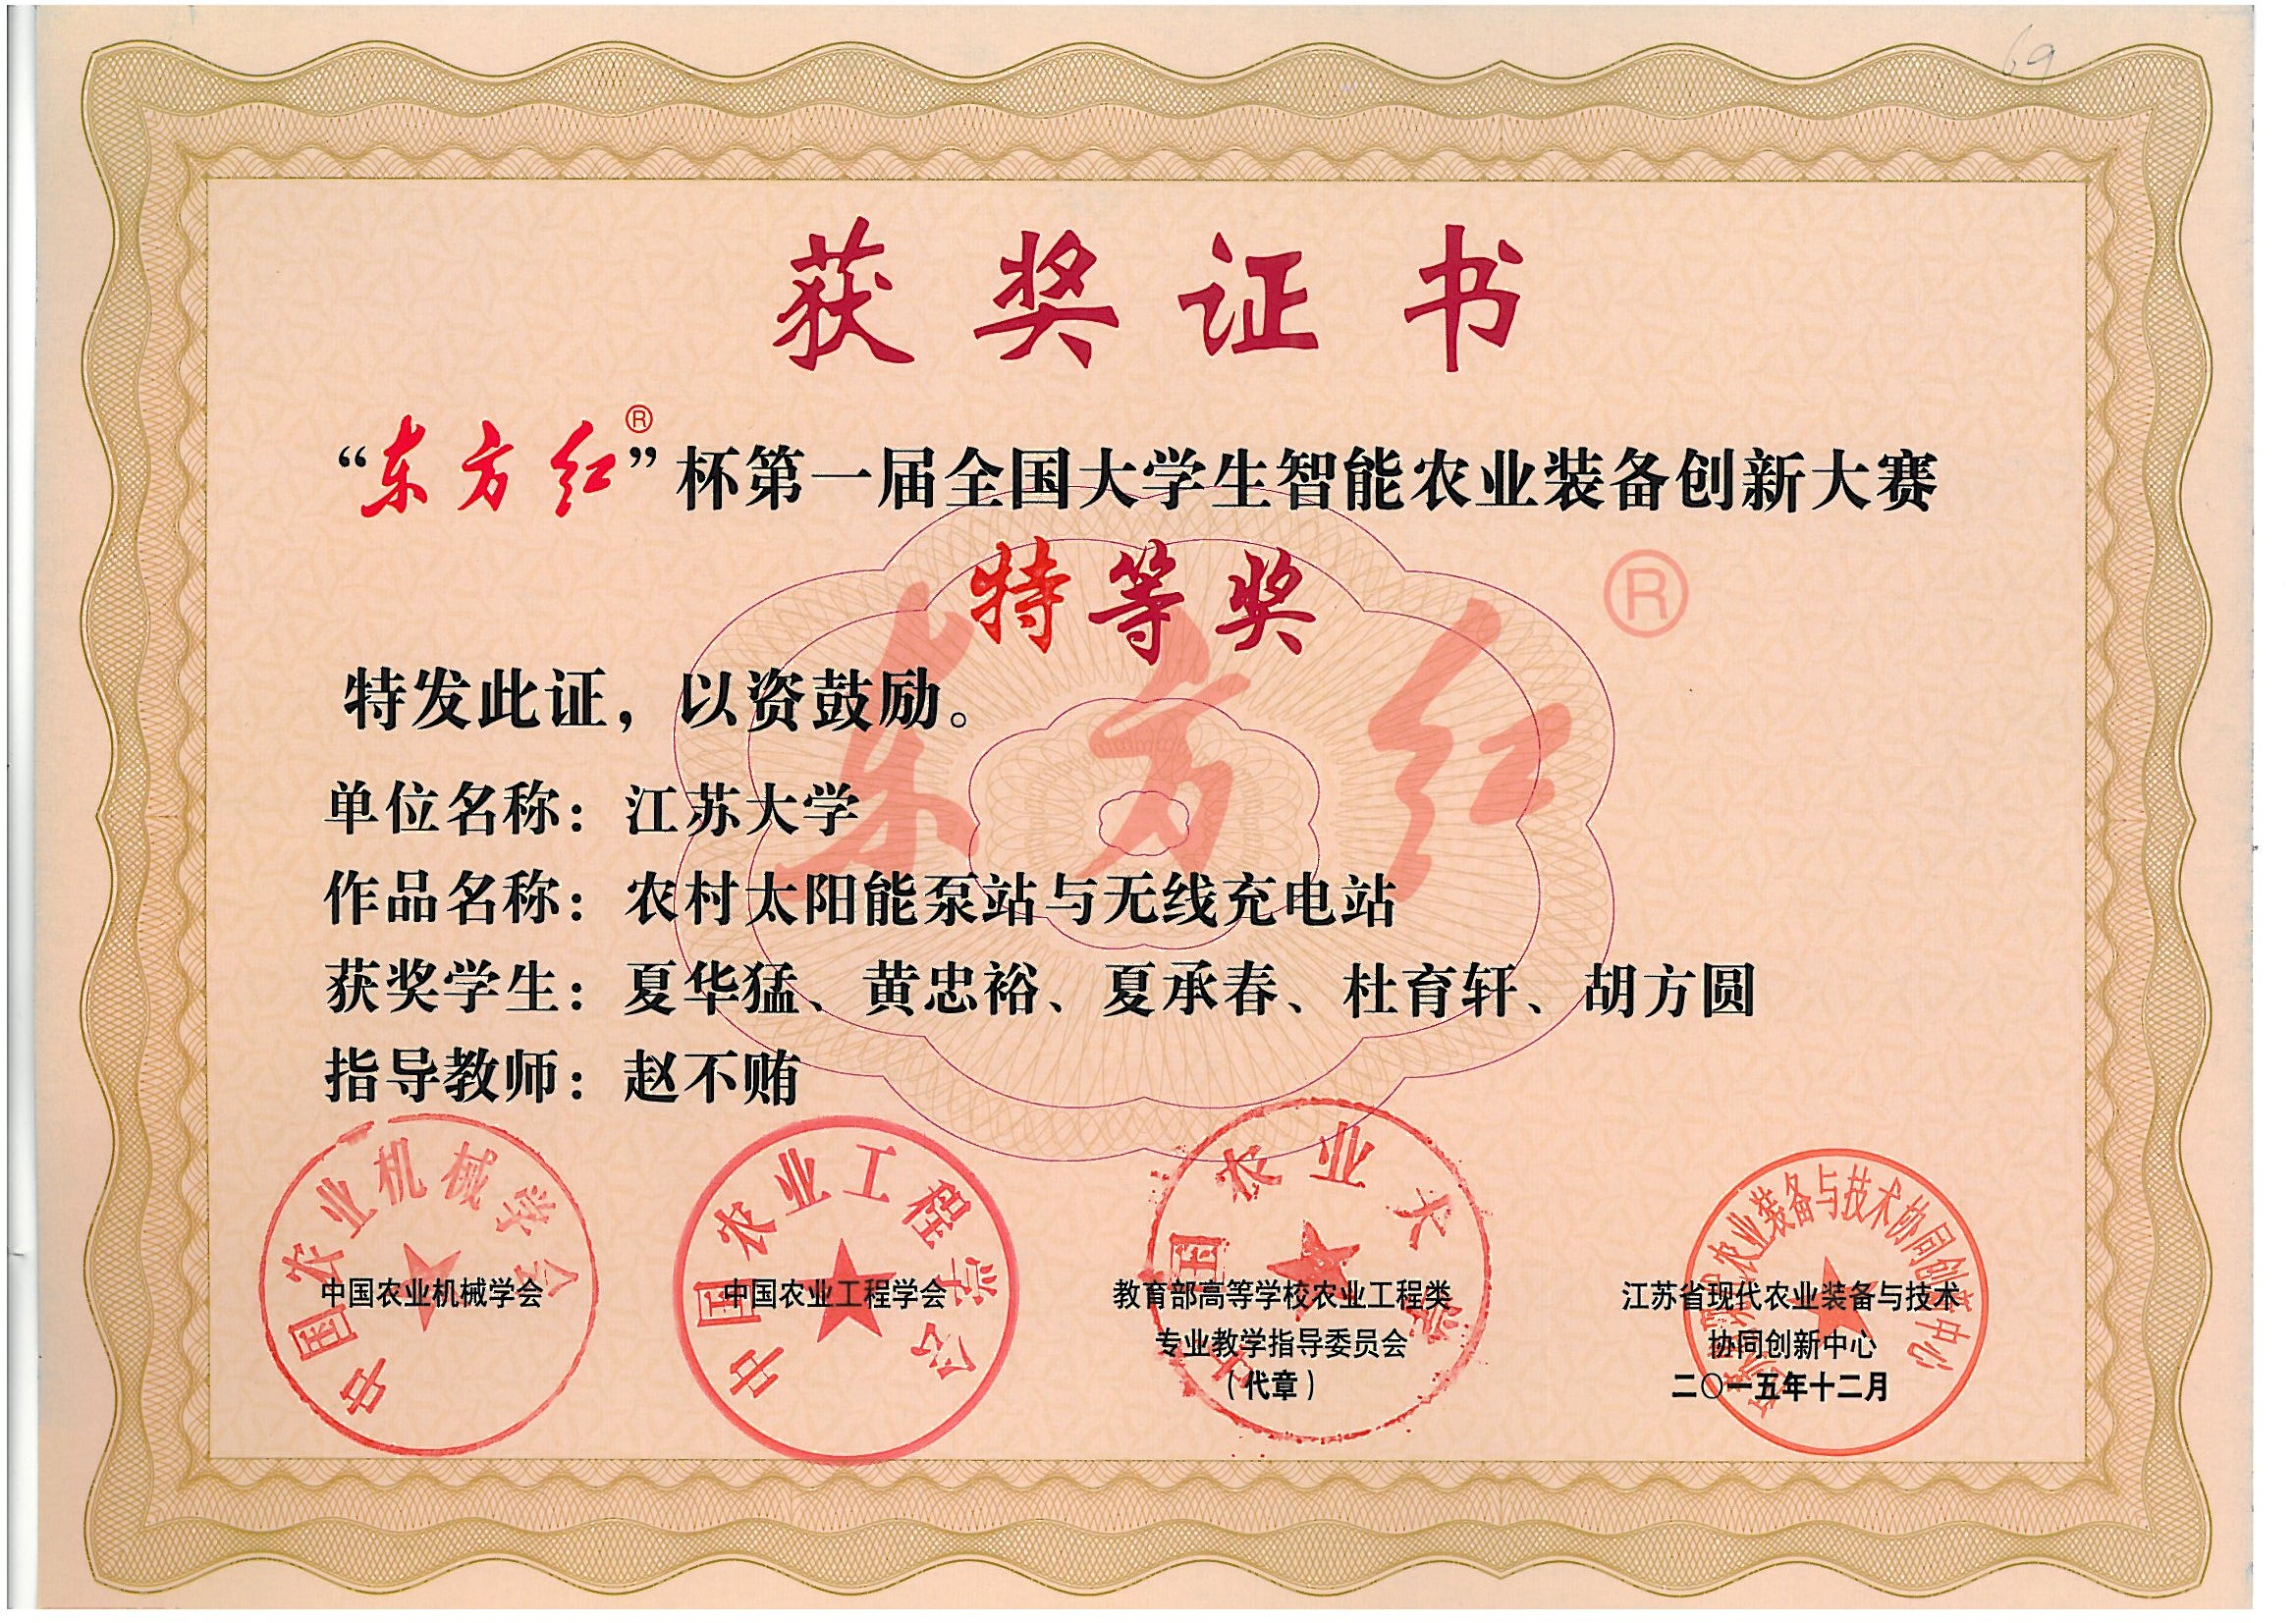 69
获奖证书
“东方红®”杯第一届全国大学生智能农业装备创新大赛
特等奖
®
东方红
特发此证，以资鼓励。
单位名称：江苏大学
作品名称：农村太阳能泵站与无线充电站
获奖学生：夏华猛、黄忠裕、夏承春、杜育轩、胡方圆
指导教师：赵不贿
中国农业机械学会
中国农业工程学会
中国农业大学
江苏省现代农业装备与技术协同创新中心
中国农业机械学会
中国农业工程学会
教育部高等学校农业工程类
专业教学指导委员会
（代章）
江苏省现代农业装备与技术
协同创新中心
二〇一五年十二月